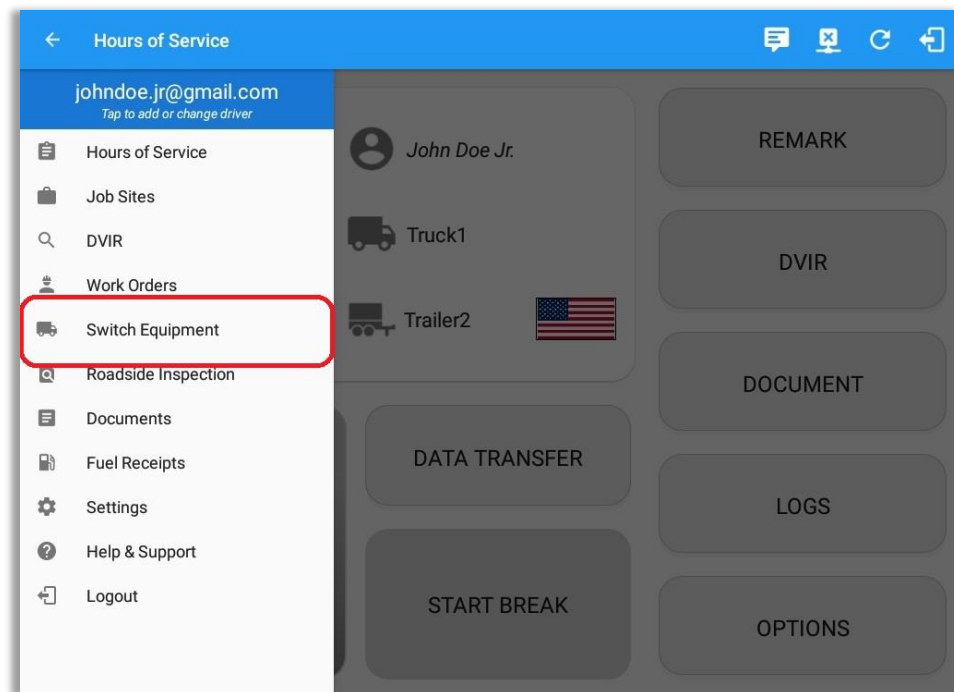 Hours of Service
johndoe.jr@gmail.com
Tap to add or change driver
Hours of Service
Job Sites
DVIR
Work Orders
Switch Equipment
Roadside Inspection
Documents
Fuel Receipts
Settings
Help & Support
Logout
John Doe Jr.
Truck1
Trailer2
DATA TRANSFER
START BREAK
REMARK
DVIR
DOCUMENT
LOGS
OPTIONS